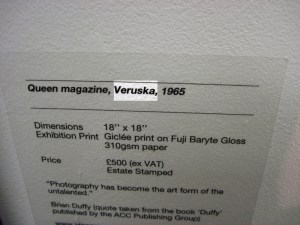 Queen magazine, Veruska, 1965
Dimensions 18" x 18"
Exhibition Print Giclée print on Fuji Baryte Gloss
310gsm paper
Price £500 (ex VAT)
Estate Stamped
"Photography has become the art form of the
untalented."
Brian Duffy (quote taken from the book 'Duffy'
published by the ACC Publishing Group)